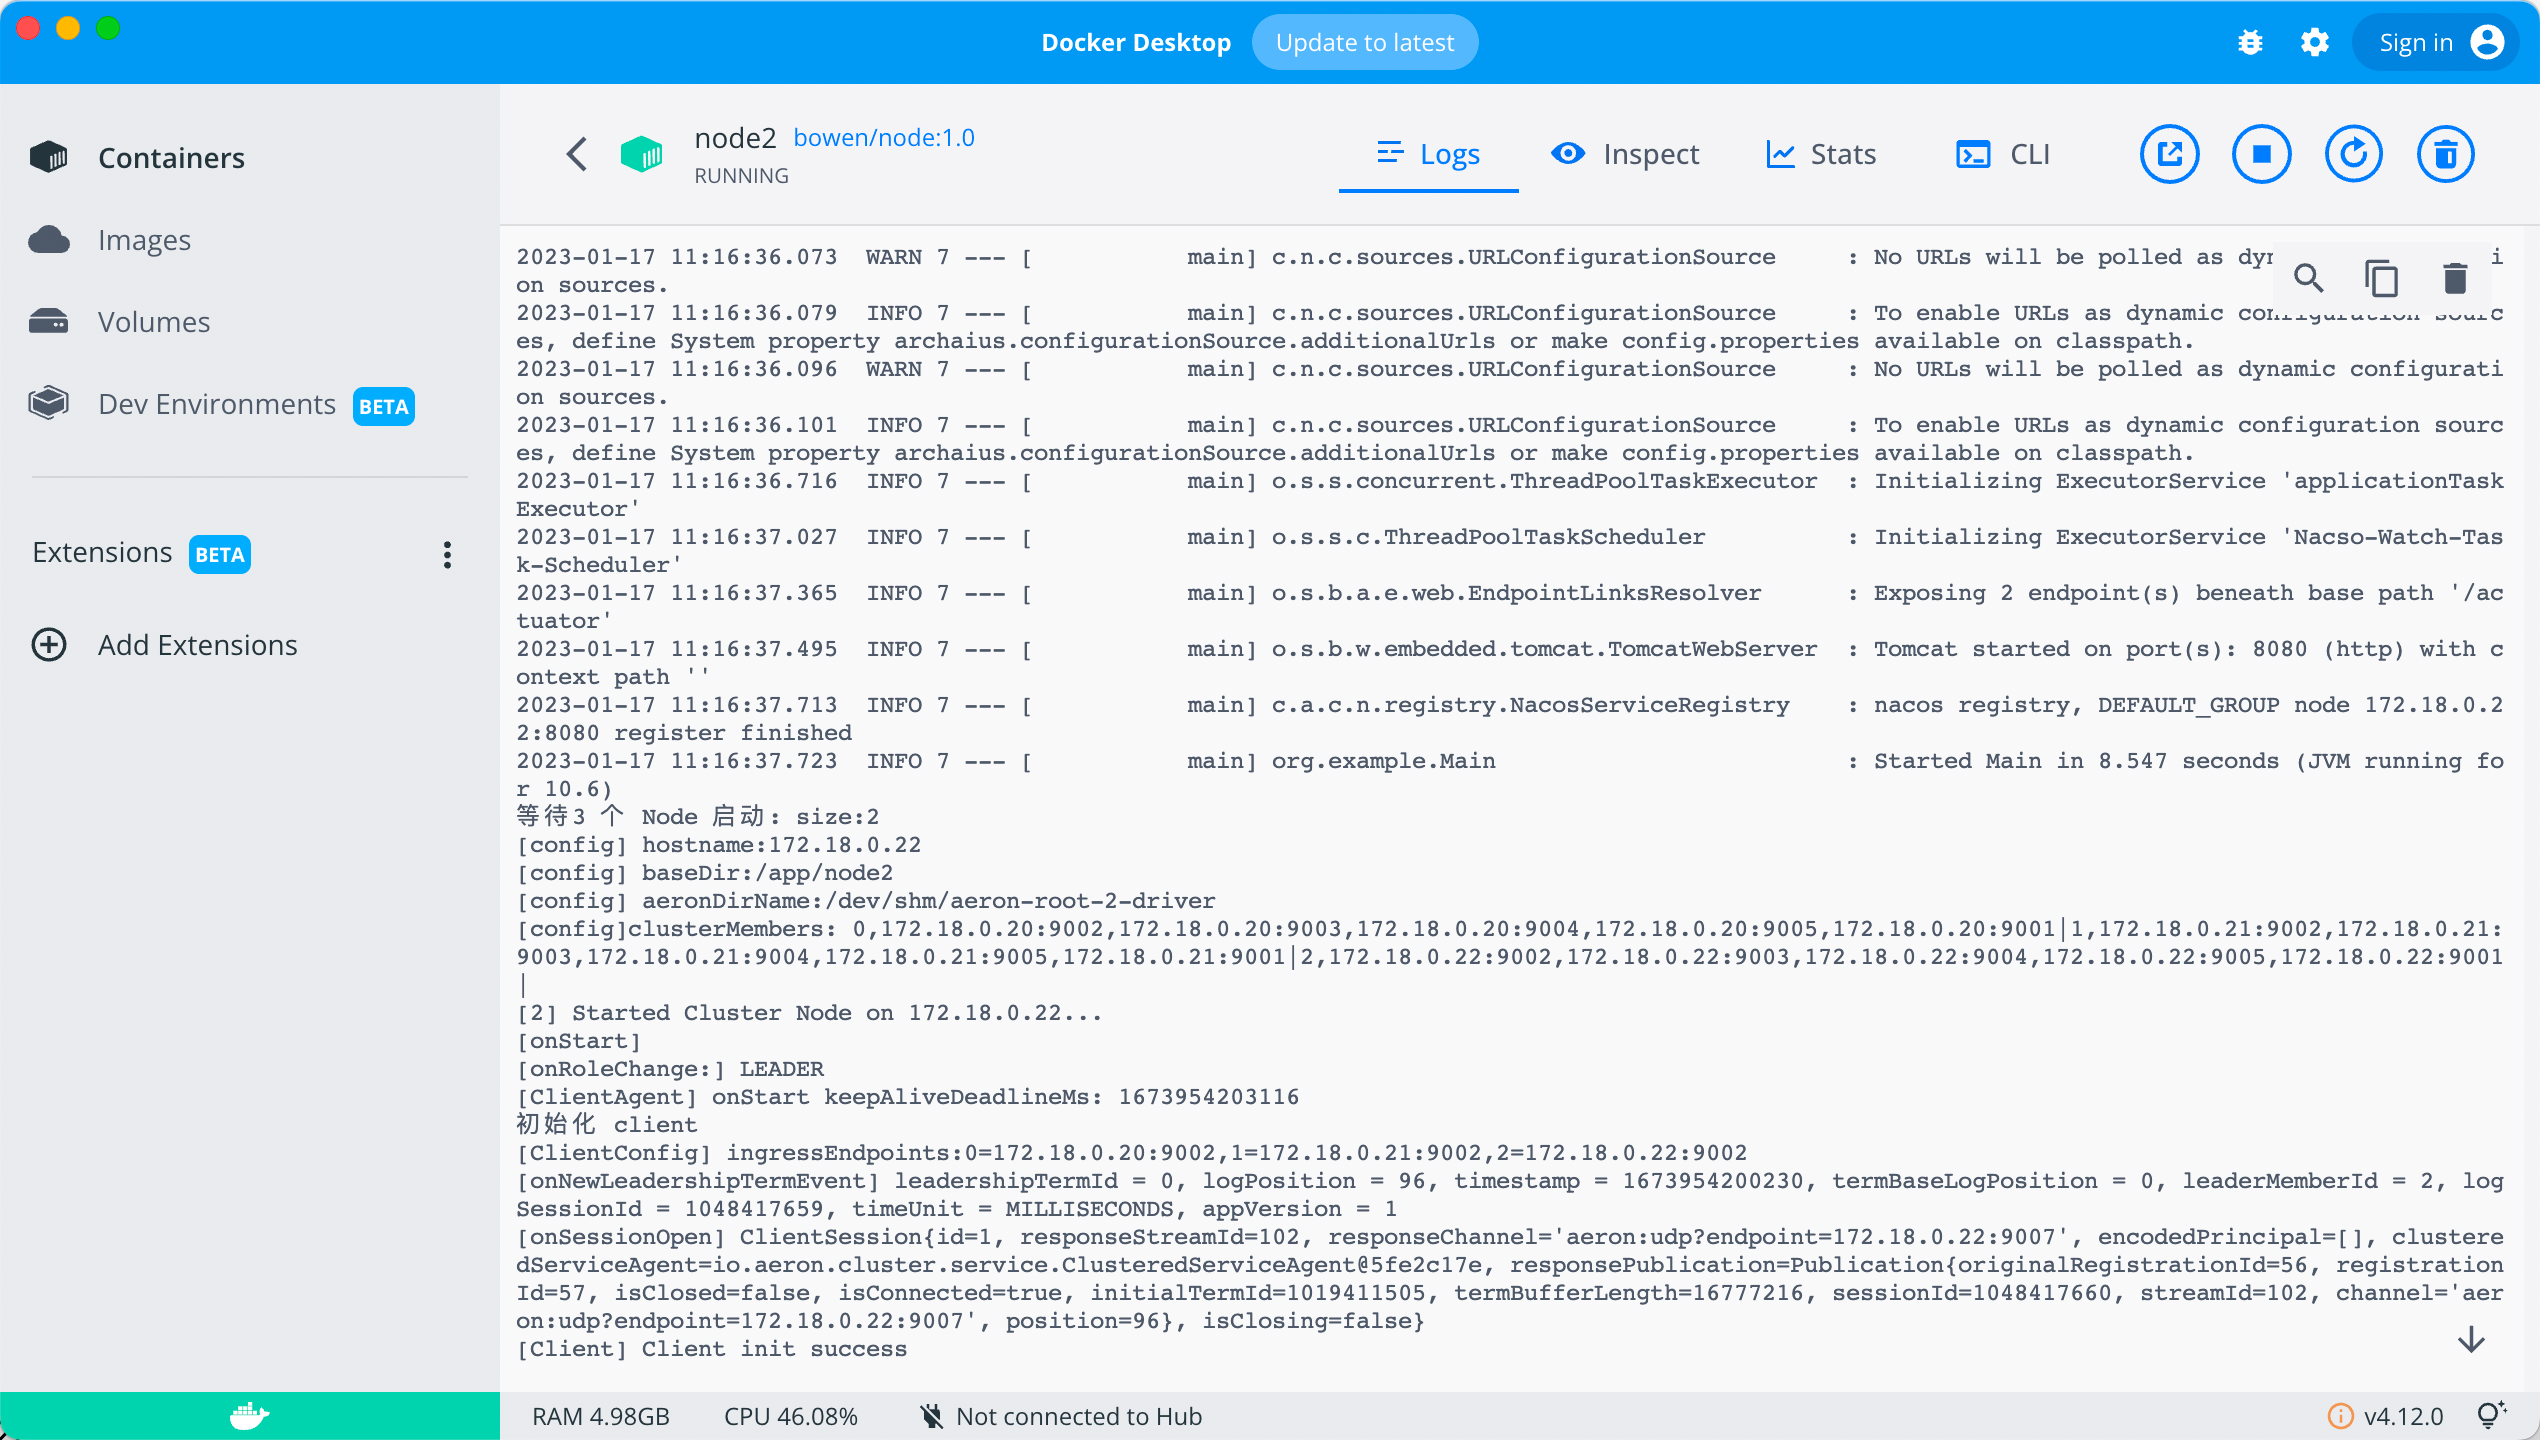 Docker Desktop
Update to latest
Sign in
Containers
Images
Volumes
Dev Environments BETA
Extensions BETA
Add Extensions
node2 bowen/node:1.0
RUNNING
Logs
Inspect
Stats
CLI
2023-01-17 11:16:36.073  WARN 7 --- [           main] c.n.c.sources.URLConfigurationSource     : No URLs will be polled as
on sources.
2023-01-17 11:16:36.079  INFO 7 --- [           main] c.n.c.sources.URLConfigurationSource     : To enable URLs as dynamic configuration sourc
es, define System property archaius.configurationSource.additionalUrls or make config.properties available on classpath.
2023-01-17 11:16:36.096  WARN 7 --- [           main] c.n.c.sources.URLConfigurationSource     : No URLs will be polled as dynamic configurati
on sources.
2023-01-17 11:16:36.101  INFO 7 --- [           main] c.n.c.sources.URLConfigurationSource     : To enable URLs as dynamic configuration sourc
es, define System property archaius.configurationSource.additionalUrls or make config.properties available on classpath.
2023-01-17 11:16:36.716  INFO 7 --- [           main] o.s.s.concurrent.ThreadPoolTaskExecutor  : Initializing ExecutorService 'applicationTask
Executor'
2023-01-17 11:16:37.027  INFO 7 --- [           main] o.s.s.c.ThreadPoolTaskScheduler          : Initializing ExecutorService 'Nacso-Watch-Tas
k-Scheduler'
2023-01-17 11:16:37.365  INFO 7 --- [           main] o.s.b.a.e.web.EndpointLinksResolver      : Exposing 2 endpoint(s) beneath base path '/ac
tuator'
2023-01-17 11:16:37.495  INFO 7 --- [           main] o.s.b.w.embedded.tomcat.TomcatWebServer  : Tomcat started on port(s): 8080 (http) with c
ontext path ''
2023-01-17 11:16:37.713  INFO 7 --- [           main] c.a.c.n.registry.NacosServiceRegistry    : nacos registry, DEFAULT_GROUP node 172.18.0.2
2:8080 register finished
2023-01-17 11:16:37.723  INFO 7 --- [           main] org.example.Main                         : Started Main in 8.547 seconds (JVM running fo
r 10.6)
等待3 个 Node 启动: size:2
[config] hostname:172.18.0.22
[config] baseDir:/app/node2
[config] aeronDirName:/dev/shm/aeron-root-2-driver
[config]clusterMembers: 0,172.18.0.20:9002,172.18.0.20:9003,172.18.0.20:9004,172.18.0.20:9005,172.18.0.20:9001|1,172.18.0.21:9002,172.18.0.21:
9003,172.18.0.21:9004,172.18.0.21:9005,172.18.0.21:9001|2,172.18.0.22:9002,172.18.0.22:9003,172.18.0.22:9004,172.18.0.22:9005,172.18.0.22:9001
|
[2] Started Cluster Node on 172.18.0.22...
[onStart]
[onRoleChange:] LEADER
[ClientAgent] onStart keepAliveDeadlineMs: 1673954203116
初始化 client
[ClientConfig] ingressEndpoints:0=172.18.0.20:9002,1=172.18.0.21:9002,2=172.18.0.22:9002
[onNewLeadershipTermEvent] leadershipTermId = 0, logPosition = 96, timestamp = 1673954200230, termBaseLogPosition = 0, leaderMemberId = 2, log
SessionId = 1048417659, timeUnit = MILLISECONDS, appVersion = 1
[onSessionOpen] ClientSession{id=1, responseStreamId=102, responseChannel='aeron:udp?endpoint=172.18.0.22:9007', encodedPrincipal=[], clustere
dServiceAgent=io.aeron.cluster.service.ClusteredServiceAgent@5fe2c17e, responsePublication=Publication{originalRegistrationId=56, registration
Id=57, isClosed=false, isConnected=true, initialTermId=1019411505, termBufferLength=16777216, sessionId=1048417660, streamId=102, channel='aer
on:udp?endpoint=172.18.0.22:9007', position=96}, isClosing=false}
[Client] Client init success
RAM 4.98GB
CPU 46.08%
Not connected to Hub
v4.12.0